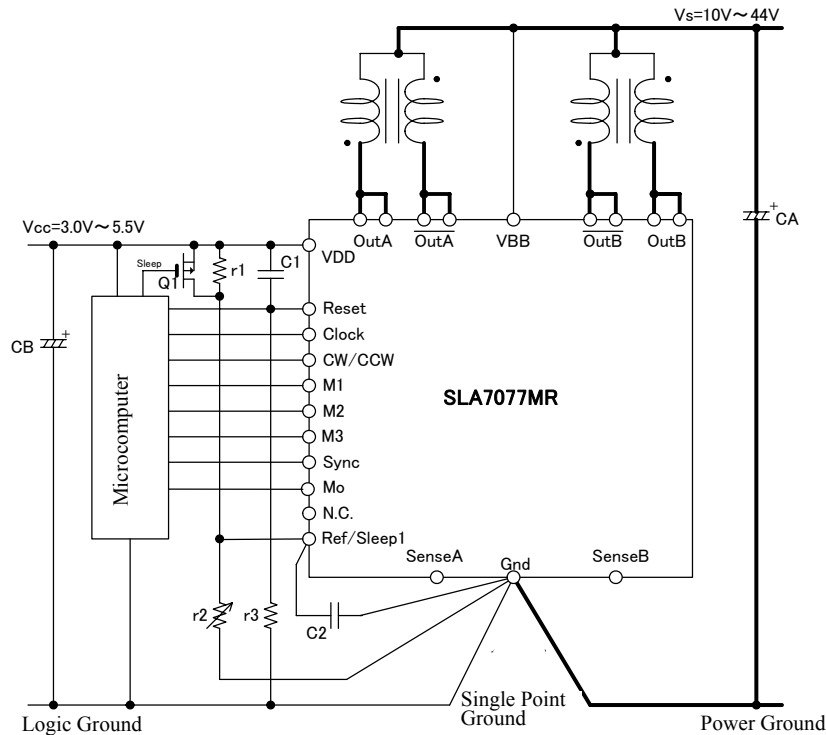 Vs=10V～44V
CA
+
Vcc=3.0V～5.5V
OutA
OutA
VBB
OutB
OutB
VDD
Sleep
Q1
r1
C1
Reset
Clock
CW/CCW
M1
M2
M3
Sync
Mo
N.C.
Ref/Sleep1
SLA7077MR
Microcomputer
CB
+
SenseA
Gnd
SenseB
r2
r3
C2
Logic Ground
Single Point
Ground
Power Ground